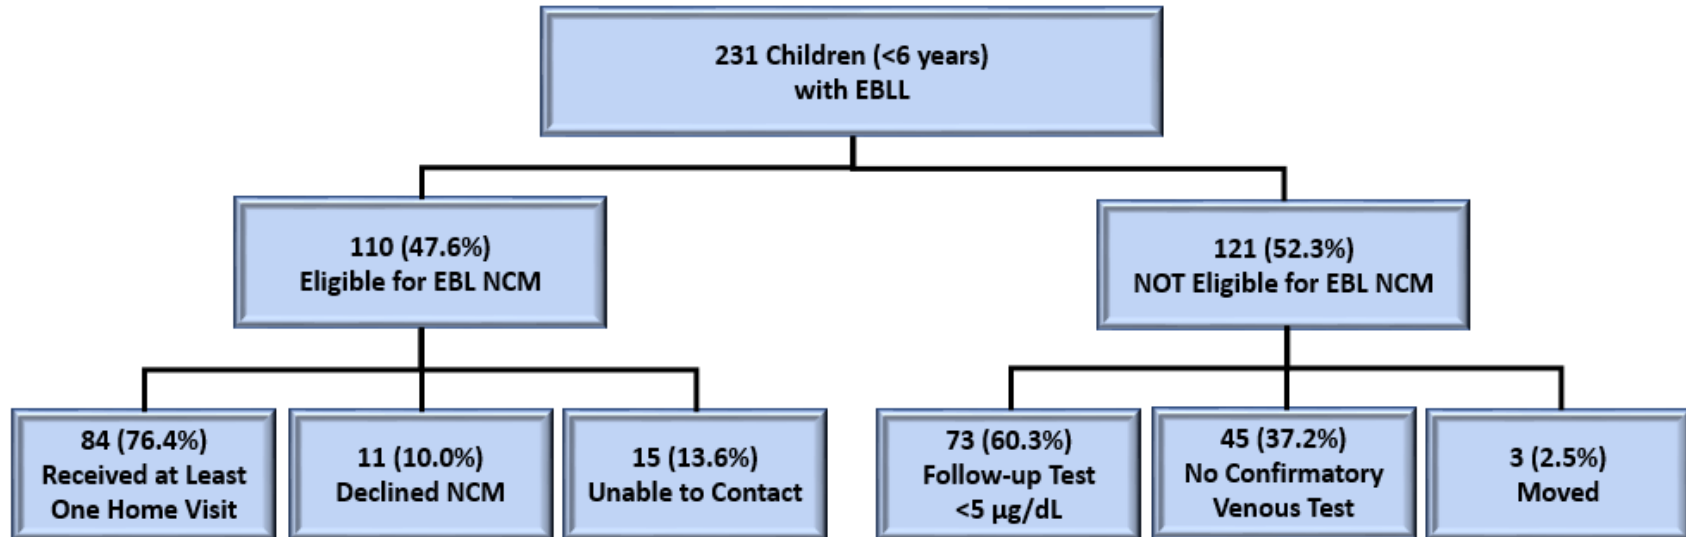 231 Children (<6 years)
with EBLL
110 (47.6%)
Eligible for EBL NCM
121 (52.3%)
NOT Eligible for EBL NCM
84 (76.4%)
Received at Least
One Home Visit
11 (10.0%)
Declined NCM
15 (13.6%)
Unable to Contact
73 (60.3%)
Follow-up Test
<5 µg/dL
45 (37.2%)
No Confirmatory
Venous Test
3 (2.5%)
Moved